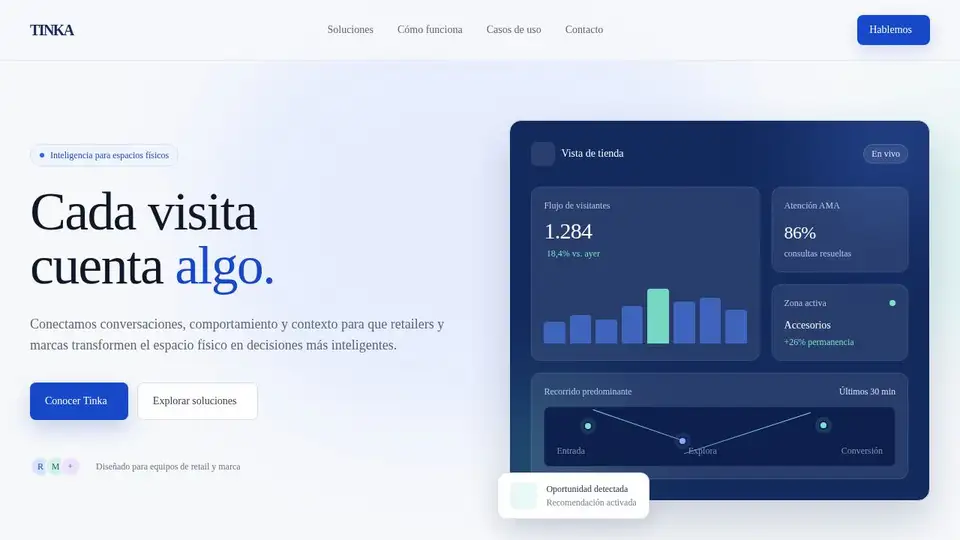 TINKA
Soluciones
Cómo funciona
Casos de uso
Contacto
Hablemos
Inteligencia para espacios físicos
Cada visita
cuenta algo.
Conectamos conversaciones, comportamiento y contexto para que retailers y
marcas transformen el espacio físico en decisiones más inteligentes.
Conocer Tinka
Explorar soluciones
R M +
Diseñado para equipos de retail y marca
Vista de tienda
En vivo
Flujo de visitantes
1.284
18,4% vs. ayer
Atención AMA
86%
consultas resueltas
Zona activa
Accesorios
+26% permanencia
Recorrido predominante
Últimos 30 min
Entrada
Explora
Conversión
Oportunidad detectada
Recomendación activada